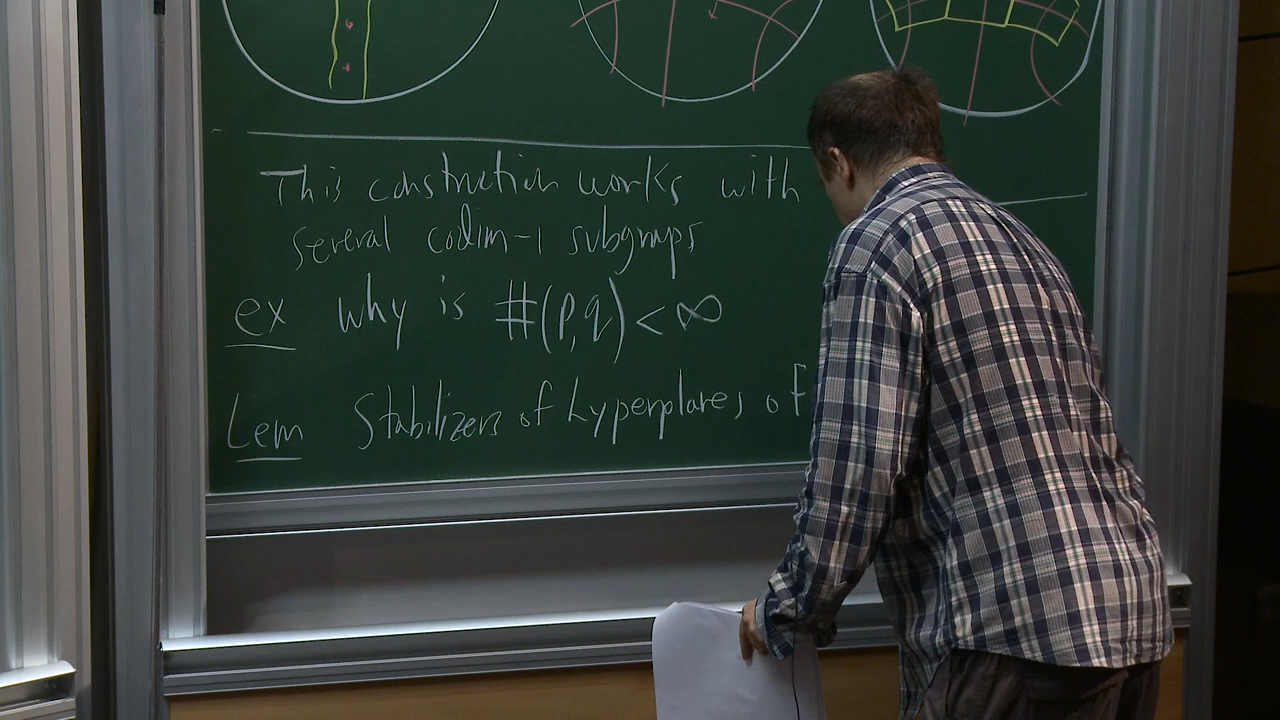 This construction works with
several codim-1 subgroups
ex why is #(p,q) < ∞
Lem Stabilizers of hyperplanes of